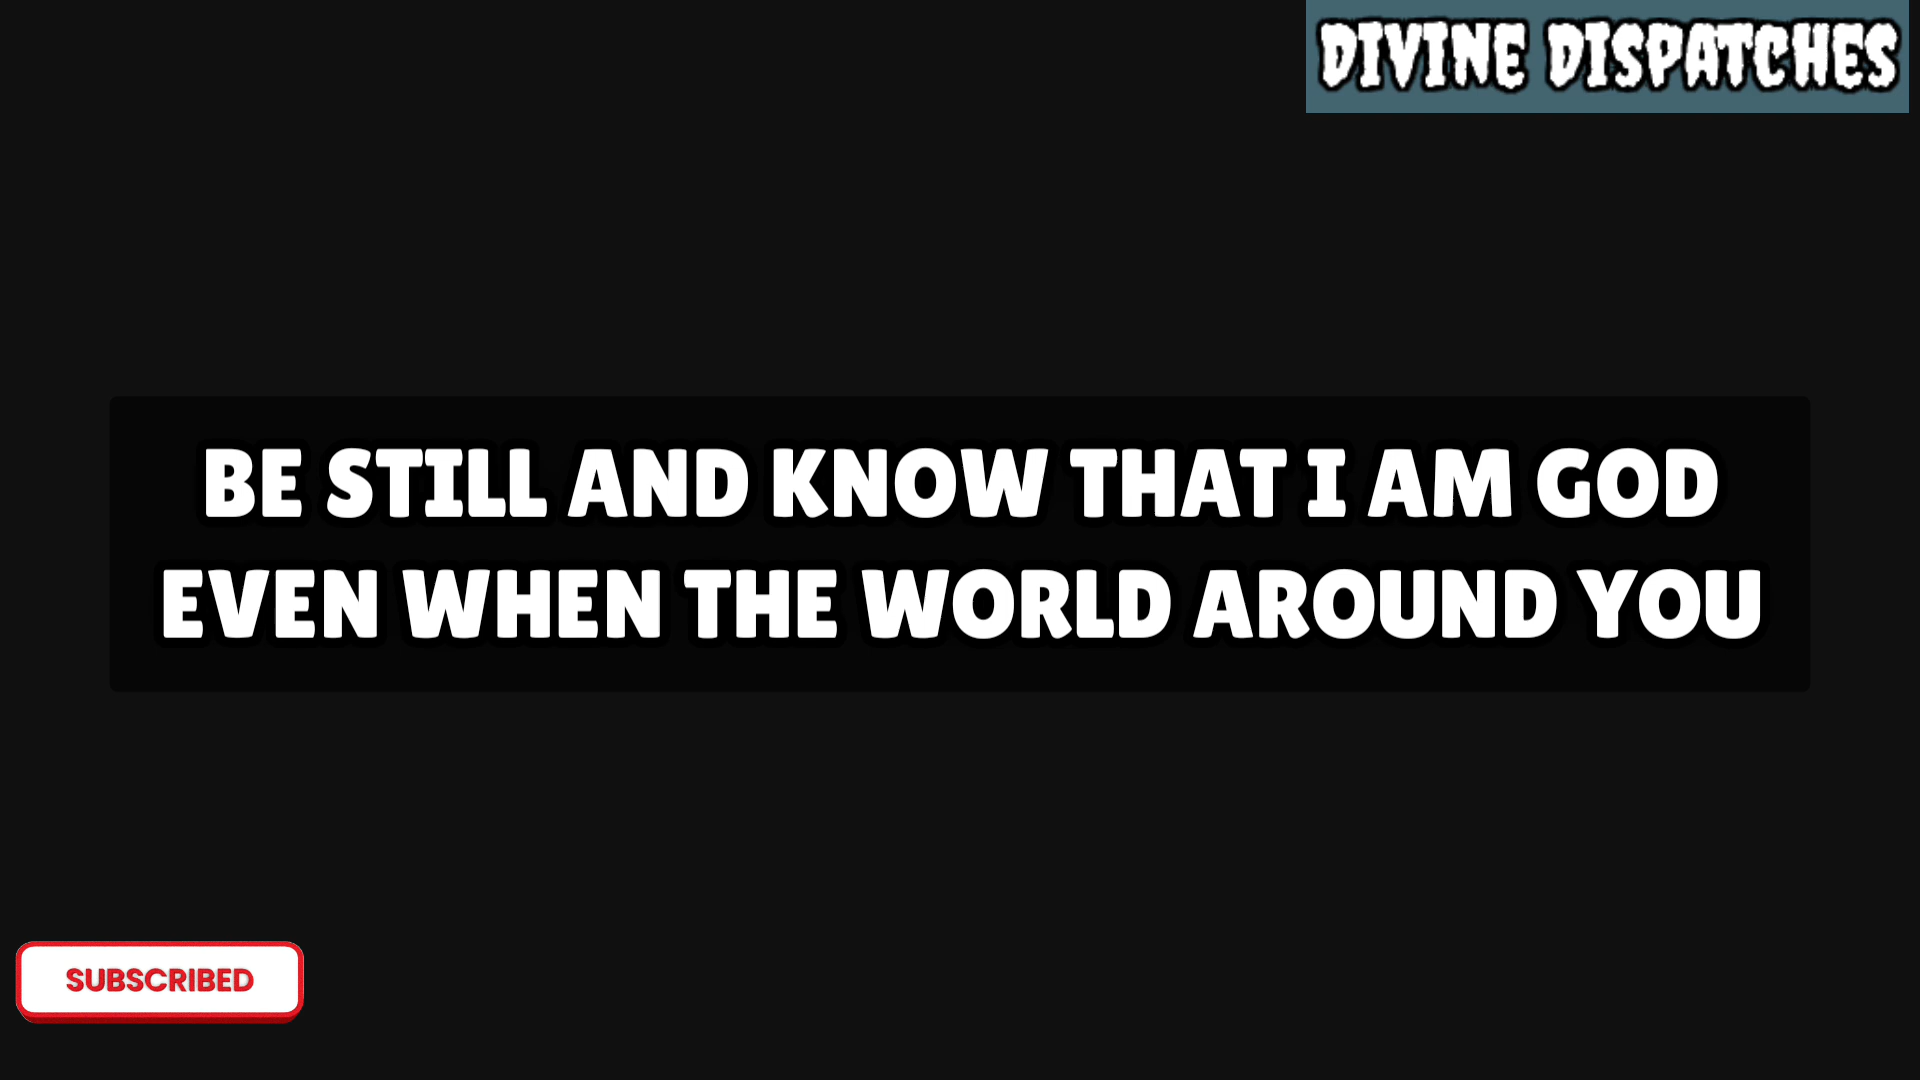 DIVINE DISPATCHES
BE STILL AND KNOW THAT I AM GOD
EVEN WHEN THE WORLD AROUND YOU
SUBSCRIBED